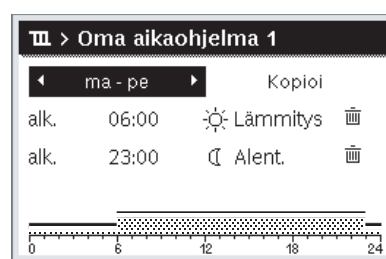 > Oma aikaohjelma 1
ma - pe Kopioi
alk. 06:00 Lämmitys
alk. 23:00 Alent.
0 6 12 18 24